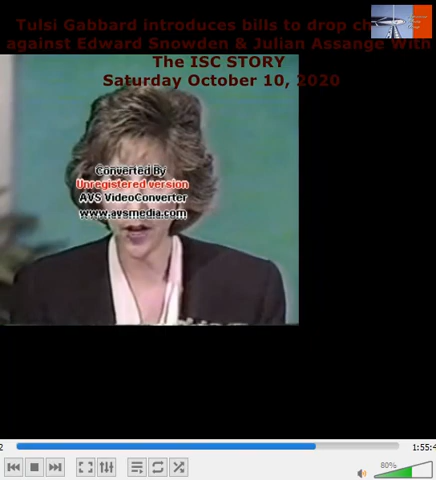 Tulsi Gabbard introduces bills to drop
against Edward Snowden & Julian Assange With
The ISC STORY
Saturday October 10, 2020
Converted By
Unregistered version
AVS VideoConverter
www.avsmedia.com
2
1:55:4
80%